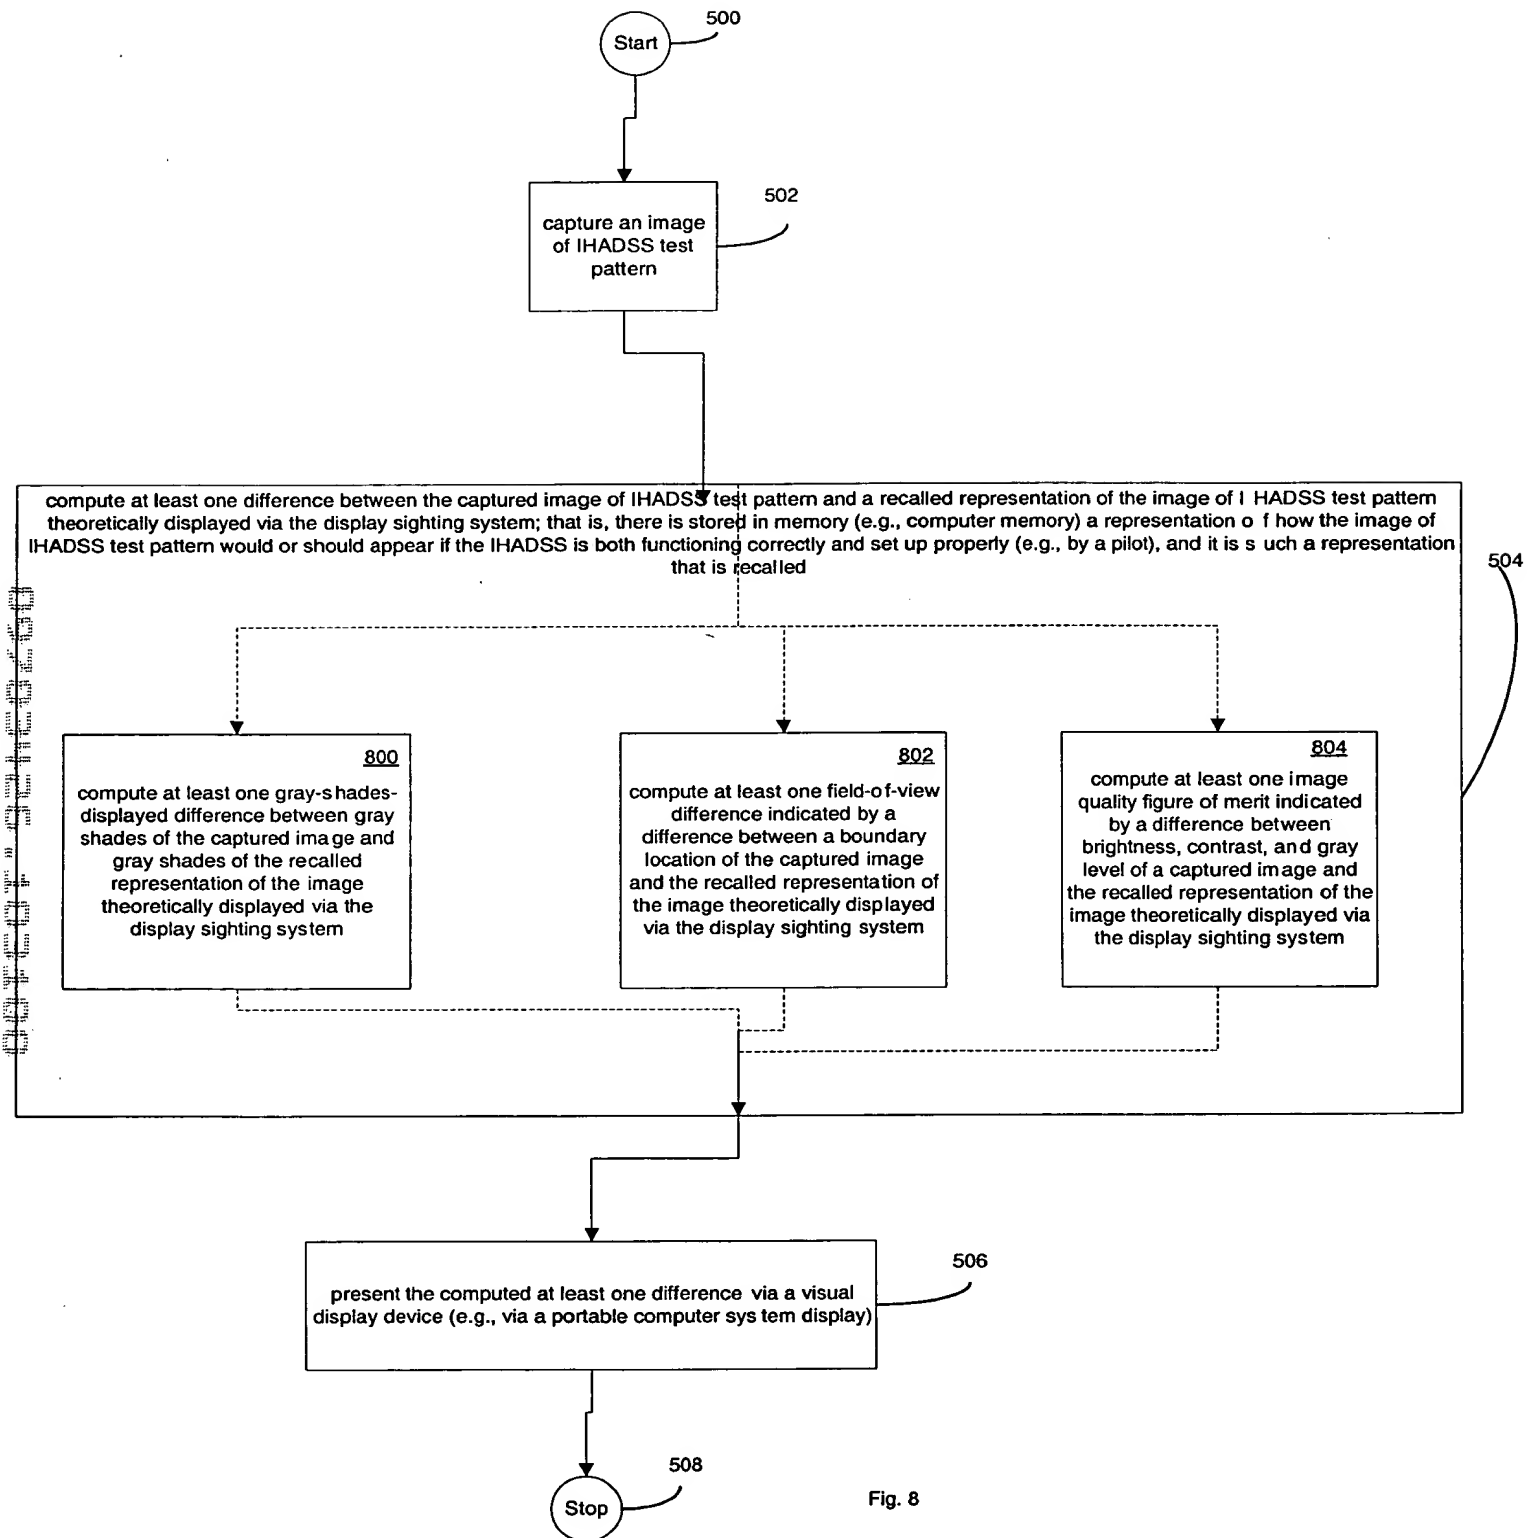 500
Start
502
capture an image
of IHADSS test
pattern
compute at least one difference between the captured image of IHADSS test pattern and a recalled representation of the image of I HADSS test pattern
theoretically displayed via the display sighting system; that is, there is stored in memory (e.g., computer memory) a representation o f how the image of
IHADSS test pattern would or should appear if the IHADSS is both functioning correctly and set up properly (e.g., by a pilot), and it is s uch a representation
that is recalled
504
800
compute at least one gray-shades-
displayed difference between gray
shades of the captured image and
gray shades of the recalled
representation of the image
theoretically displayed via the
display sighting system
802
compute at least one field-of-view
difference indicated by a
difference between a boundary
location of the captured image
and the recalled representation of
the image theoretically displayed
via the display sighting system
804
compute at least one image
quality figure of merit indicated
by a difference between
brightness, contrast, and gray
level of a captured image and
the recalled representation of the
image theoretically displayed via
the display sighting system
506
present the computed at least one difference via a visual
display device (e.g., via a portable computer sys tem display)
508
Stop
Fig. 8